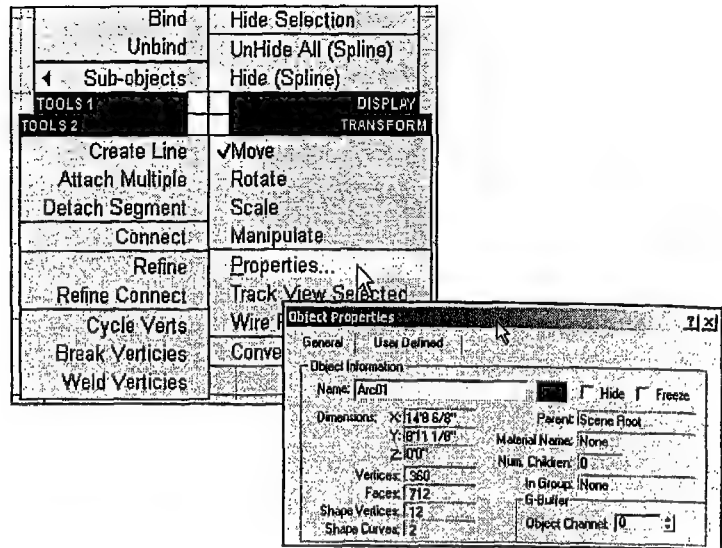 Bind
Unbind
Sub-objects
TOOLS 1
TOOLS 2
Create Line
Attach Multiple
Detach Segment
Connect
Refine
Refine Connect
Cycle Verts
Break Verticies
Weld Verticies
Hide Selection
UnHide All (Spline)
Hide (Spline)
DISPLAY
TRANSFORM
Move
Rotate
Scale
Manipulate
Properties...
Track View Selected
Wire
Conve
Object Properties
General User Defined
Object Information
Name: Arc01
Hide Freeze
Dimensions: X: 14'8 6/8"
Y: 8'11 1/8"
Z: 0'0"
Vertices: 360
Faces: 712
Shape Vertices: 12
Shape Curves: 2
Parent: Scene Root
Material Name: None
Num. Children: 0
In Group: None
G-Buffer
Object Channel: 0